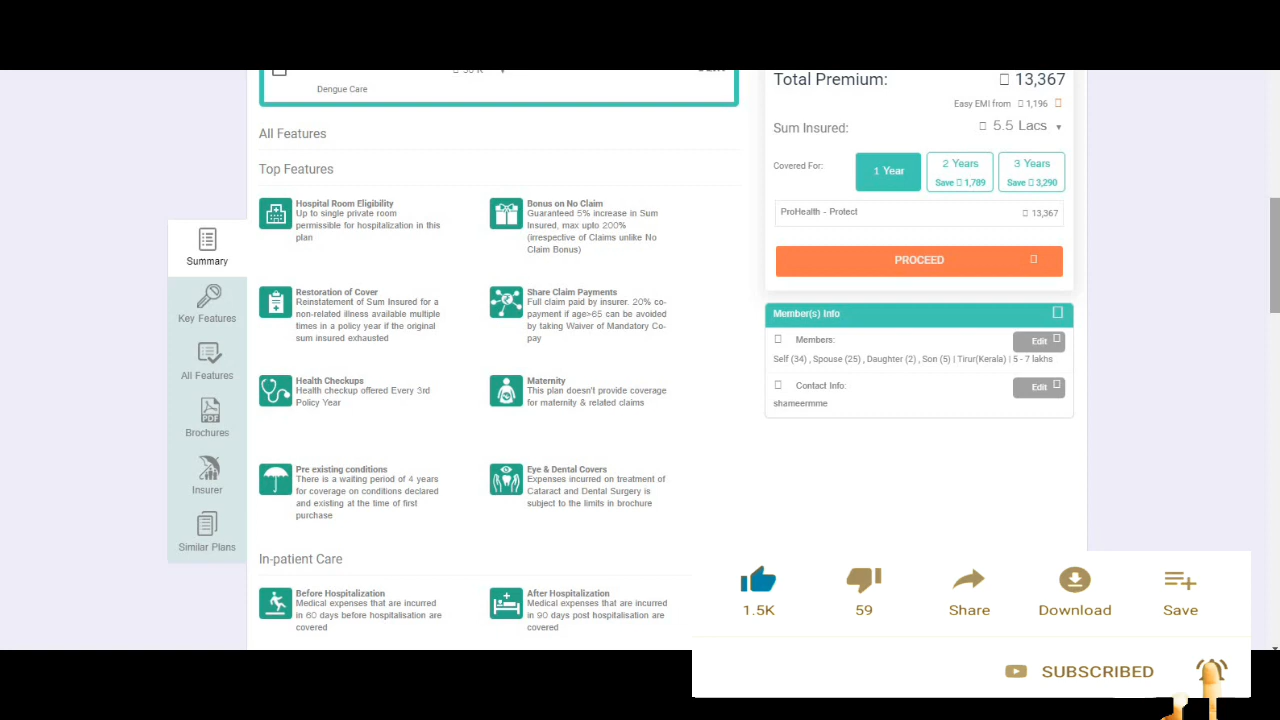 Dengue Care
All Features
Top Features
Hospital Room Eligibility
Up to single private room
permissible for hospitalization in this
plan
Bonus on No Claim
Guaranteed 5% increase in Sum
Insured, max upto 200%
(irrespective of Claims unlike No
Claim Bonus)
Restoration of Cover
Reinstatement of Sum Insured for a
non-related illness available multiple
times in a policy year if the original
sum insured exhausted
Share Claim Payments
Full claim paid by insurer. 20% co-
payment if age>65 can be avoided
by taking Waiver of Mandatory Co-
pay
Health Checkups
Health checkup offered Every 3rd
Policy Year
Maternity
This plan doesn't provide coverage
for maternity & related claims
Pre existing conditions
There is a waiting period of 4 years
for coverage on conditions declared
and existing at the time of first
purchase
Eye & Dental Covers
Expenses incurred on treatment of
Cataract and Dental Surgery is
subject to the limits in brochure
In-patient Care
Before Hospitalization
Medical expenses that are incurred
in 60 days before hospitalisation are
covered
After Hospitalization
Medical expenses that are incurred
in 90 days post hospitalisation are
covered
Summary
Key Features
All Features
PDF
Brochures
Insurer
Similar Plans
Total Premium: 13,367
Easy EMI from 1,196
Sum Insured: 5.5 Lacs
Covered For:
1 Year
2 Years
Save 1,789
3 Years
Save 3,290
ProHealth - Protect 13,367
PROCEED
Member(s) Info
Members: Edit
Self (34) , Spouse (25) , Daughter (2) , Son (5) | Tirur(Kerala) | 5 - 7 lakhs
Contact Info: Edit
shameermme
1.5K
59
Share
Download
Save
SUBSCRIBED